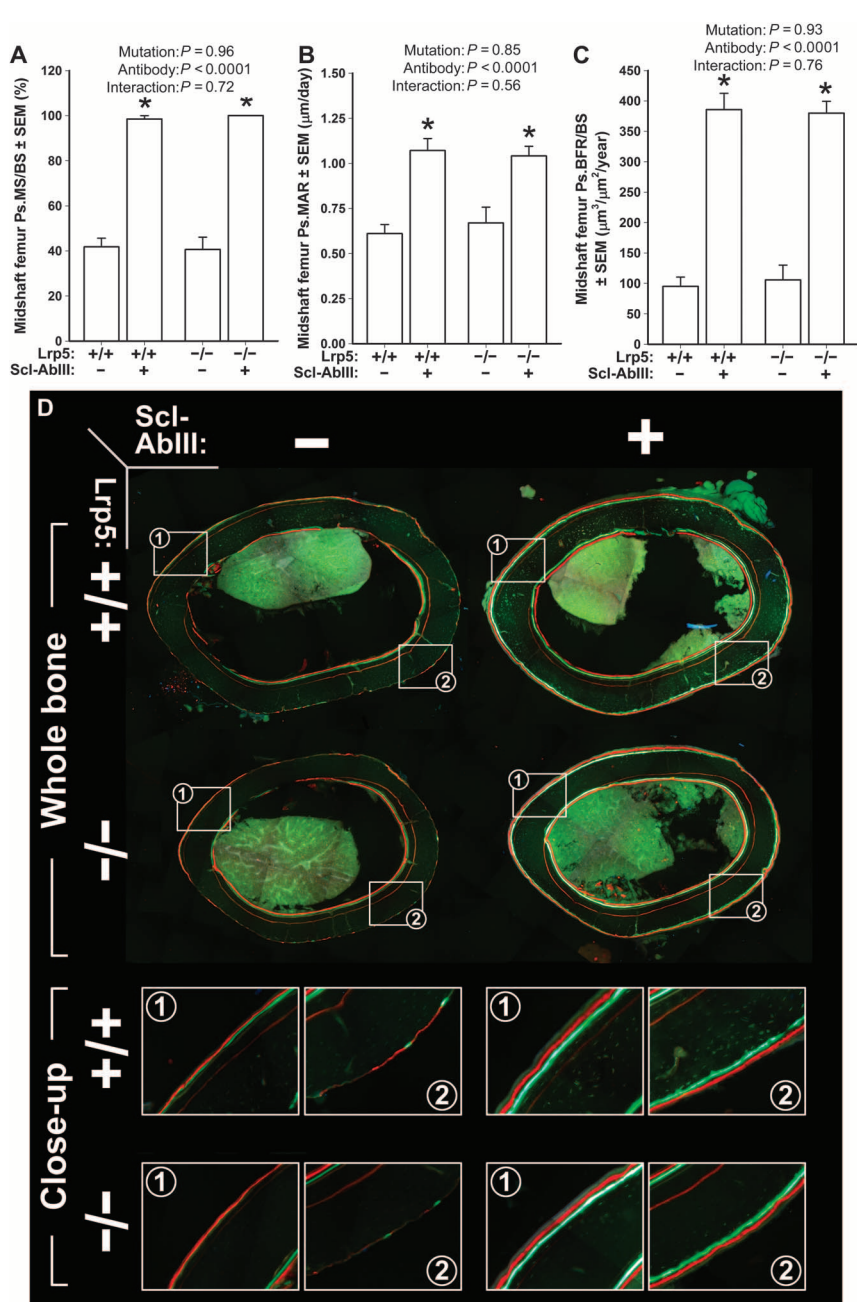 A
Mutation: P = 0.96
Antibody: P < 0.0001
Interaction: P = 0.72
Midshaft femur Ps.MS/BS ± SEM (%)
120
100
80
60
40
20
0
* *
Lrp5: +/+ +/+ −/− −/−
Scl-AbIII: − + − +
B
Mutation: P = 0.85
Antibody: P < 0.0001
Interaction: P = 0.56
Midshaft femur Ps.MAR ± SEM (μm/day)
1.50
1.25
1.00
0.75
0.50
0.25
0.00
* *
Lrp5: +/+ +/+ −/− −/−
Scl-AbIII: − + − +
C
Mutation: P = 0.93
Antibody: P < 0.0001
Interaction: P = 0.76
Midshaft femur Ps.BFR/BS
± SEM (μm³/μm²/year)
450
400
350
300
250
200
150
100
50
0
* *
Lrp5: +/+ +/+ −/− −/−
Scl-AbIII: − + − +
D
Scl-
AbIII: − +
Lrp5:
Whole bone
+/+
① ②
① ②
−/−
① ②
① ②
Close-up
+/+
① ② ① ②
−/−
① ② ① ②